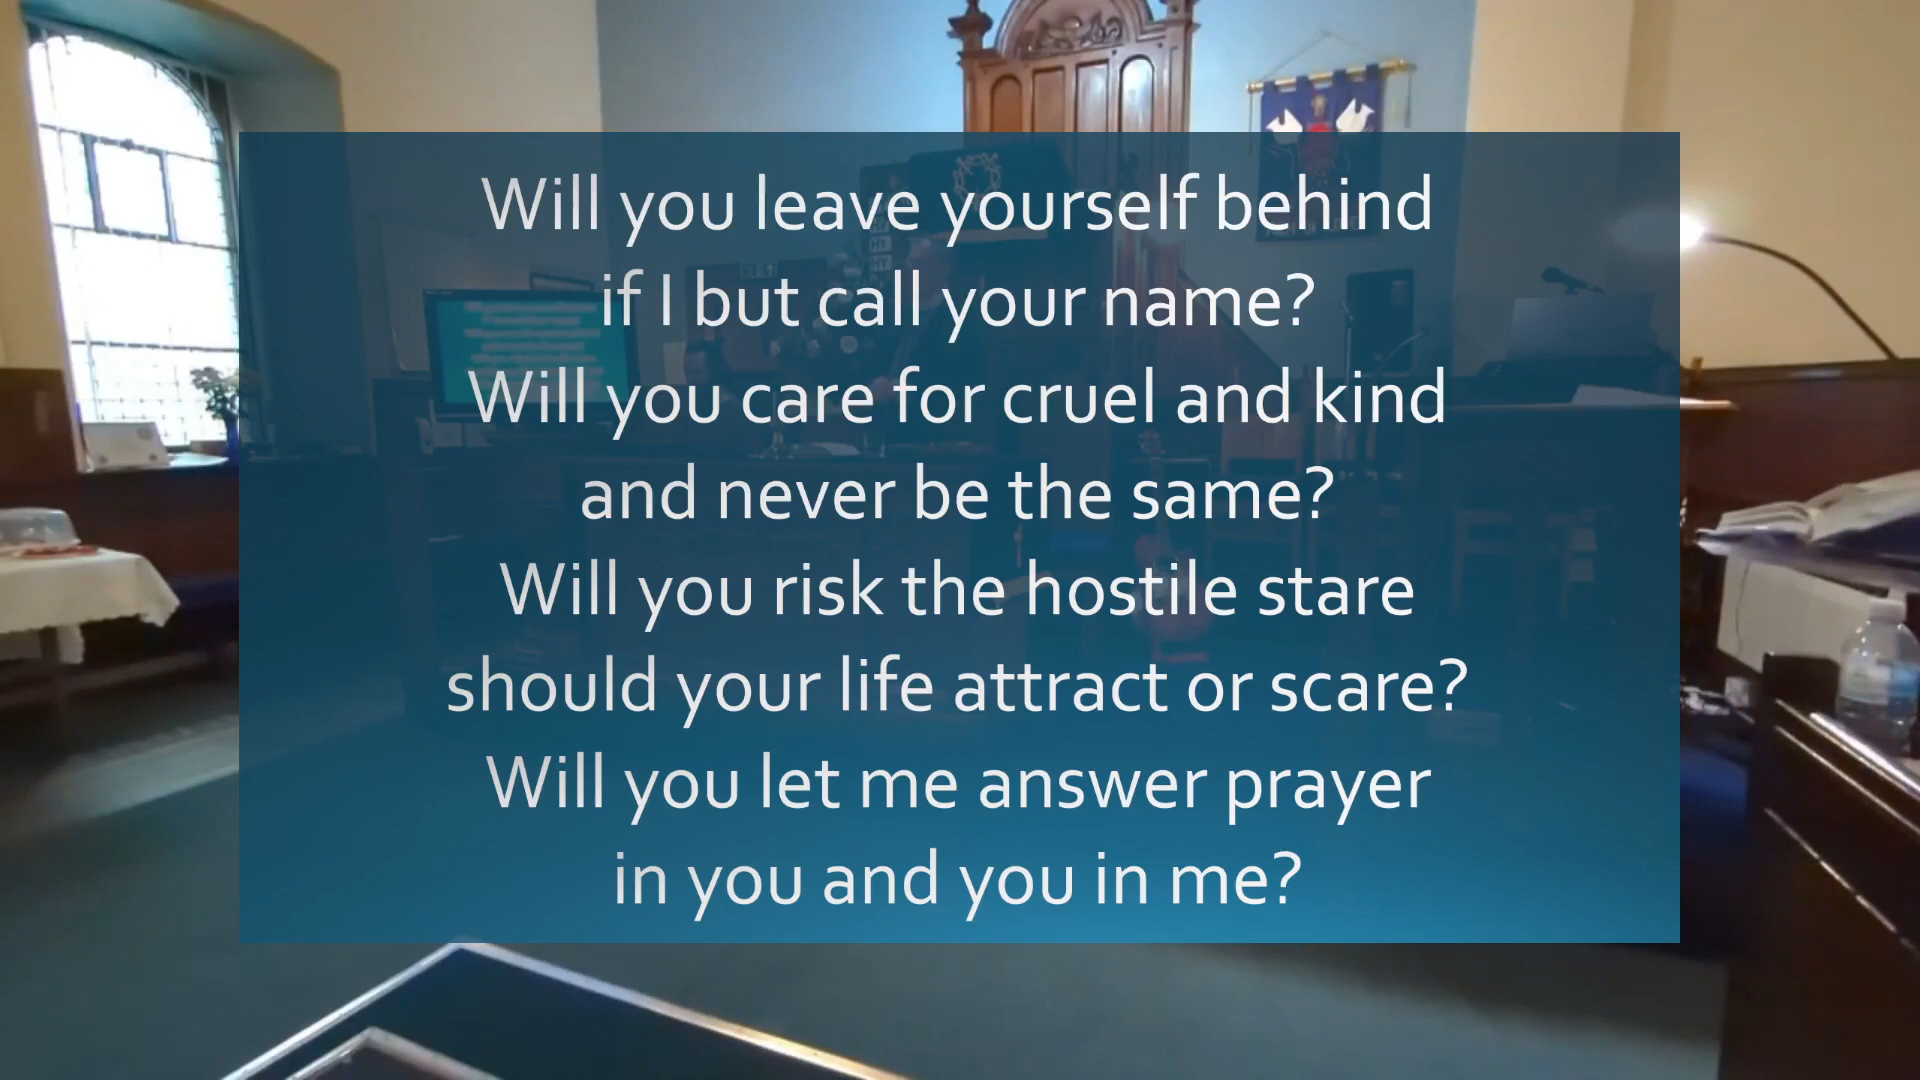 Will you leave yourself behind
if I but call your name?
Will you care for cruel and kind
and never be the same?
Will you risk the hostile stare
should your life attract or scare?
Will you let me answer prayer
in you and you in me?